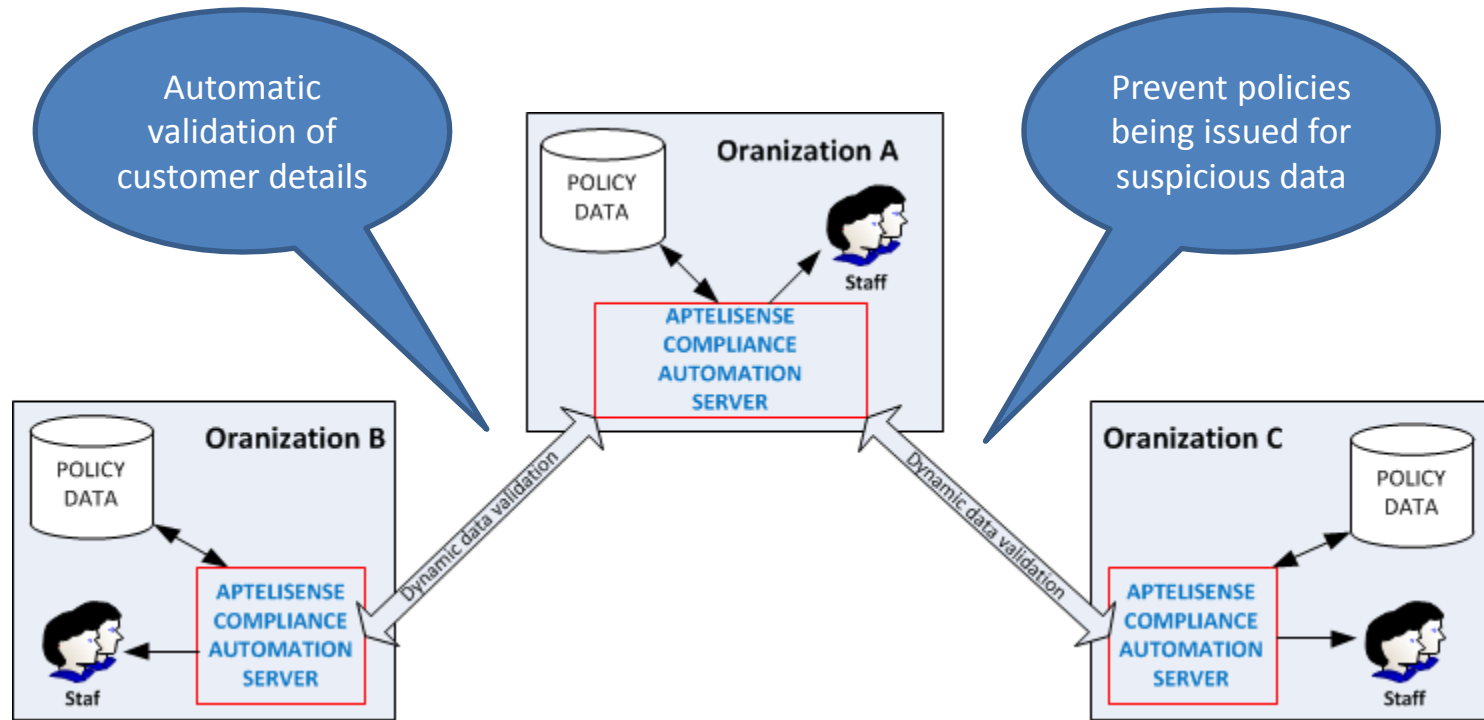 Automatic
validation of
customer details
Prevent policies
being issued for
suspicious data
Oranization A
POLICY
DATA
Staff
APTELISENSE
COMPLIANCE
AUTOMATION
SERVER
Oranization B
POLICY
DATA
APTELISENSE
COMPLIANCE
AUTOMATION
SERVER
Staf
Dynamic data validation
Dynamic data validation
Oranization C
POLICY
DATA
APTELISENSE
COMPLIANCE
AUTOMATION
SERVER
Staff